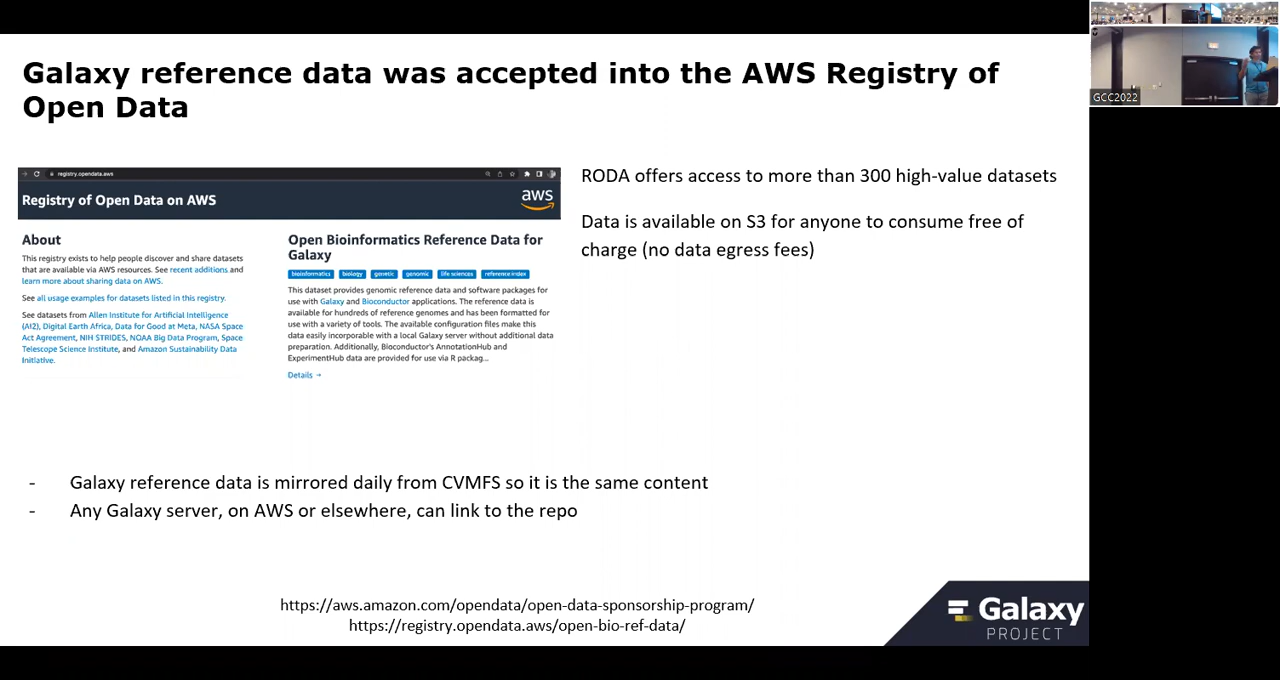 Galaxy reference data was accepted into the AWS Registry of
Open Data
registry.opendata.aws
Registry of Open Data on AWS
aws
About
This registry exists to help people discover and share datasets
that are available via AWS resources. See recent additions and
learn more about sharing data on AWS.
See all usage examples for datasets listed in this registry.
See datasets from Allen Institute for Artificial Intelligence
(AI2), Digital Earth Africa, Data for Good at Meta, NASA Space
Act Agreement, NIH STRIDES, NOAA Big Data Program, Space
Telescope Science Institute, and Amazon Sustainability Data
Initiative.
Open Bioinformatics Reference Data for
Galaxy
bioinformatics biology genetic genomic life sciences reference index
This dataset provides genomic reference data and software packages for
use with Galaxy and Bioconductor applications. The reference data is
available for hundreds of reference genomes and has been formatted for
use with a variety of tools. The available configuration files make this
data easily incorporable with a local Galaxy server without additional data
preparation. Additionally, Bioconductor's AnnotationHub and
ExperimentHub data are provided for use via R packag...
Details →
RODA offers access to more than 300 high-value datasets
Data is available on S3 for anyone to consume free of
charge (no data egress fees)
- Galaxy reference data is mirrored daily from CVMFS so it is the same content
- Any Galaxy server, on AWS or elsewhere, can link to the repo
https://aws.amazon.com/opendata/open-data-sponsorship-program/
https://registry.opendata.aws/open-bio-ref-data/
Galaxy
PROJECT
GCC2022